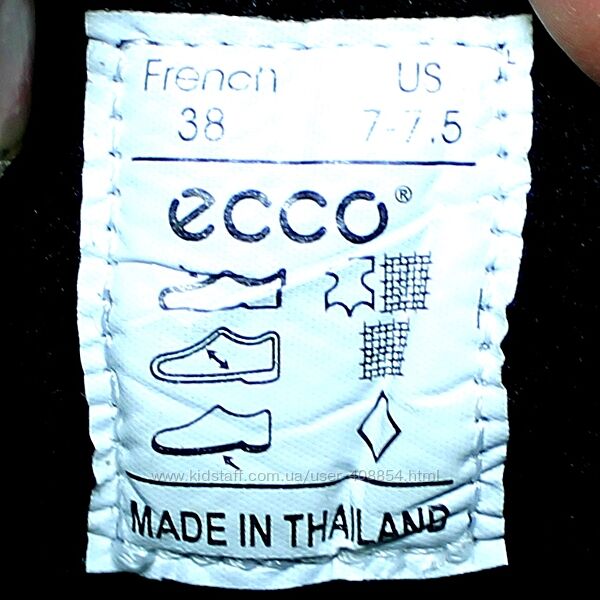 French US
38 7-7.5
ecco®
www.kidstaff.com.ua/user-408854.html
MADE IN THAILAND